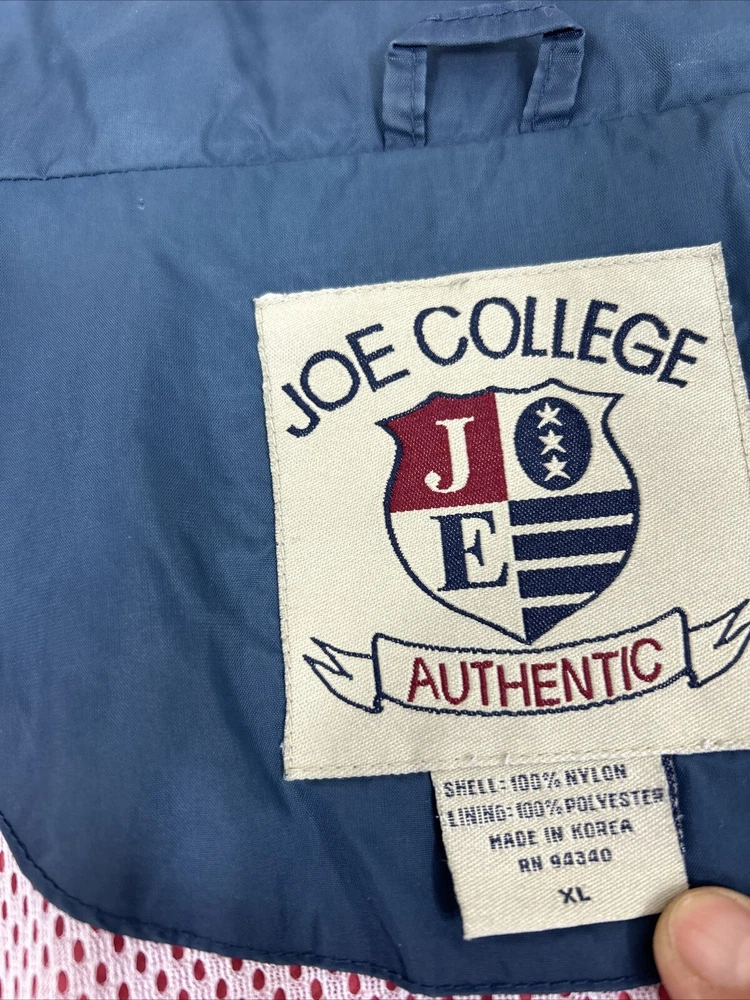 JOE COLLEGE
J
E
AUTHENTIC
SHELL: 100% NYLON
LINING: 100% POLYESTER
MADE IN KOREA
RN 94340
XL